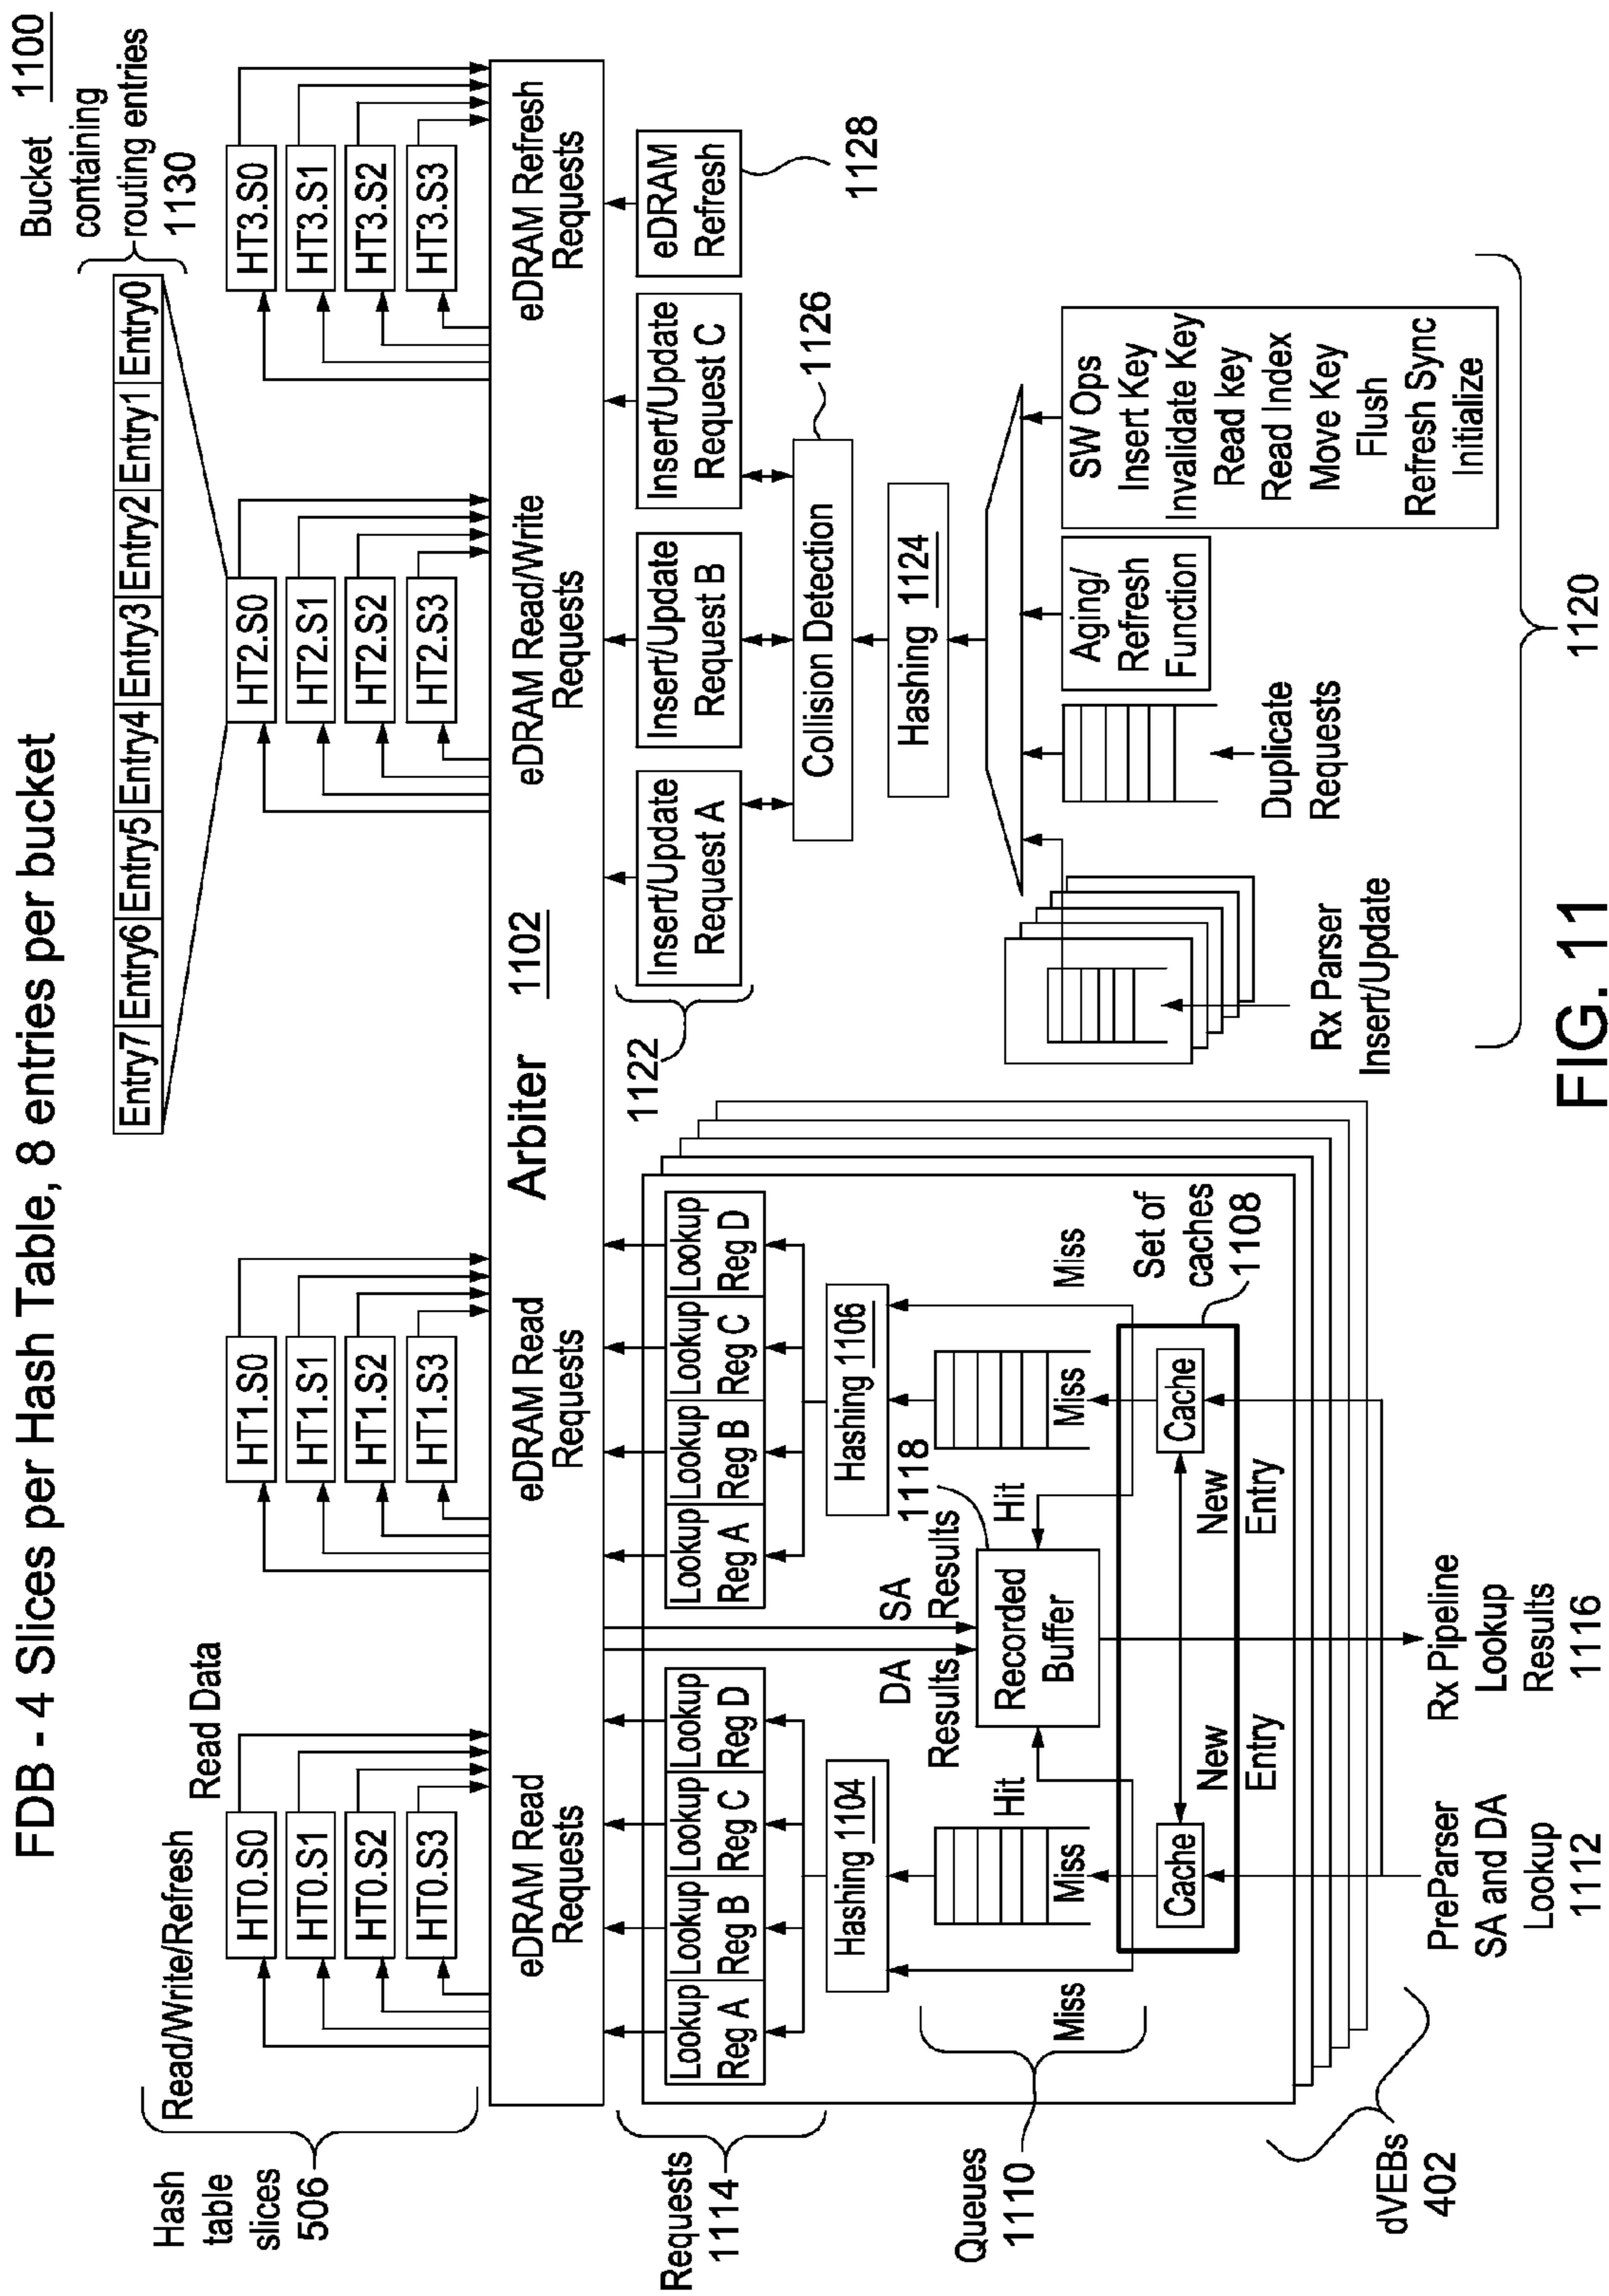 FDB - 4 Slices per Hash Table, 8 entries per bucket
1100
Bucket
containing
routing entries
1130
Entry7
Entry6
Entry5
Entry4
Entry3
Entry2
Entry1
Entry0
Hash
table
slices
506
Read/Write/Refresh
Read Data
HT0.S0
HT0.S1
HT0.S2
HT0.S3
HT1.S0
HT1.S1
HT1.S2
HT1.S3
HT2.S0
HT2.S1
HT2.S2
HT2.S3
HT3.S0
HT3.S1
HT3.S2
HT3.S3
eDRAM Read
Requests
eDRAM Read
Requests
Arbiter 1102
eDRAM Read/Write
Requests
eDRAM Refresh
Requests
Requests
1114
Lookup
Reg A
Lookup
Reg B
Lookup
Reg C
Lookup
Reg D
DA
Results
SA
Results
Lookup
Reg A
Lookup
Reg B
Lookup
Reg C
Lookup
Reg D
Hashing 1104
1118
Hashing 1106
Queues
1110
Miss
Miss
Hit
Recorded
Buffer
Hit
Miss
Miss
Set of
caches
1108
Cache
New
Entry
New
Entry
Cache
dVEBs
402
PreParser
SA and DA
Lookup
1112
Rx Pipeline
Lookup
Results
1116
1122
Insert/Update
Request A
Insert/Update
Request B
Insert/Update
Request C
eDRAM
Refresh
1128
Collision Detection
1126
Hashing 1124
Rx Parser
Insert/Update
Duplicate
Requests
Aging/
Refresh
Function
SW Ops
Insert Key
Invalidate Key
Read key
Read Index
Move Key
Flush
Refresh Sync
Initialize
1120
FIG. 11